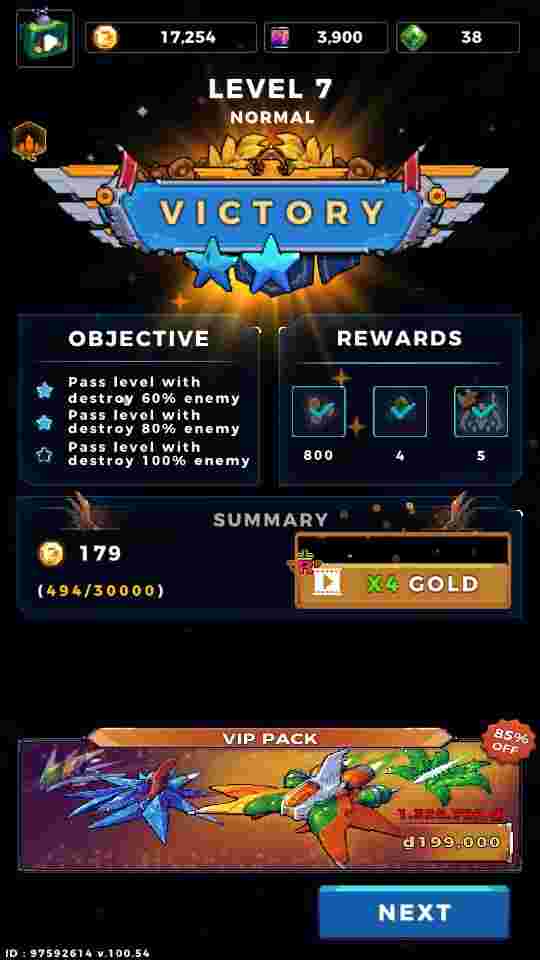 17,254
3,900
38
LEVEL 7
NORMAL
VICTORY
OBJECTIVE
Pass level with
destroy 60% enemy
Pass level with
destroy 80% enemy
Pass level with
destroy 100% enemy
REWARDS
800
4
5
SUMMARY
179
(494/30000)
X4 GOLD
VIP PACK
85%
OFF
đ199,000
NEXT
ID : 97592614 v.100.54